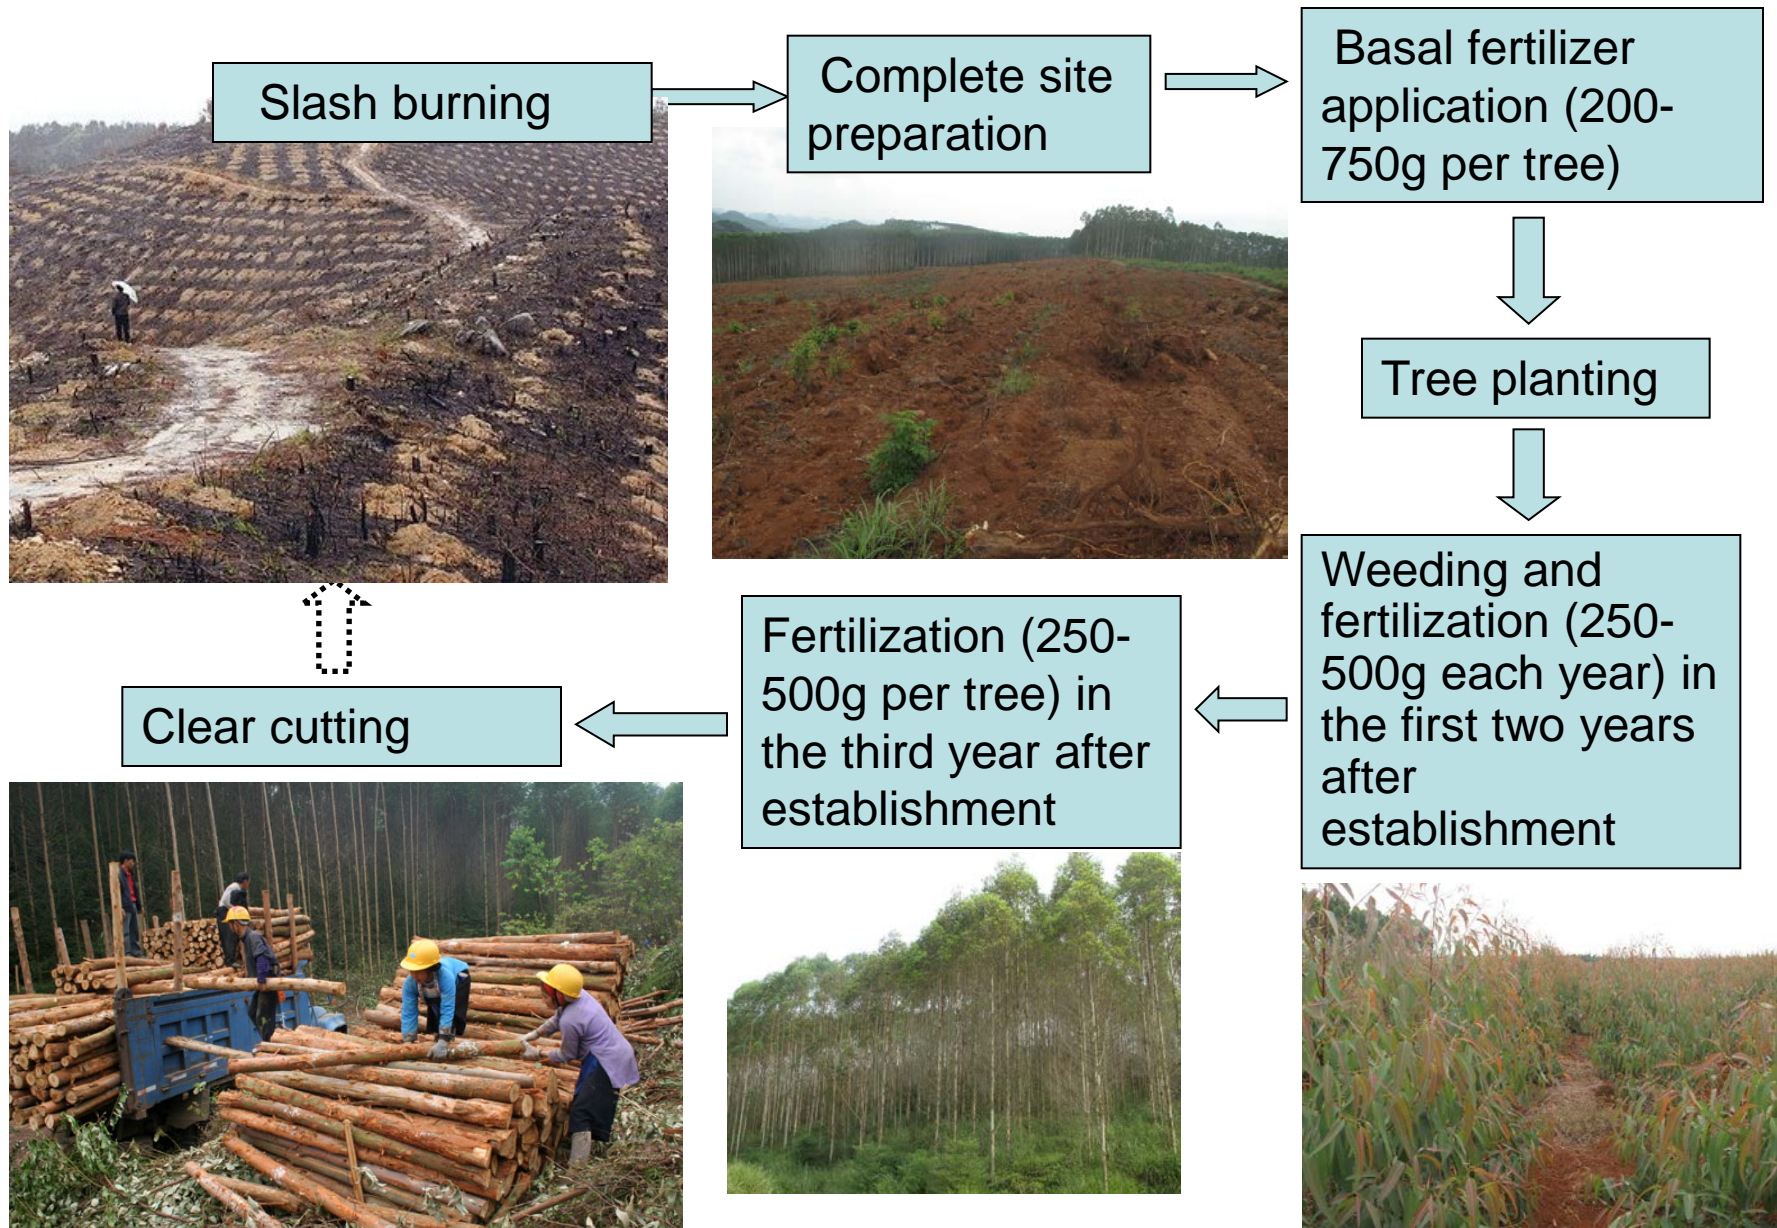 Slash burning
Complete site
preparation
Basal fertilizer
application (200-
750g per tree)
Tree planting
Weeding and
fertilization (250-
500g each year) in
the first two years
after
establishment
Fertilization (250-
500g per tree) in
the third year after
establishment
Clear cutting